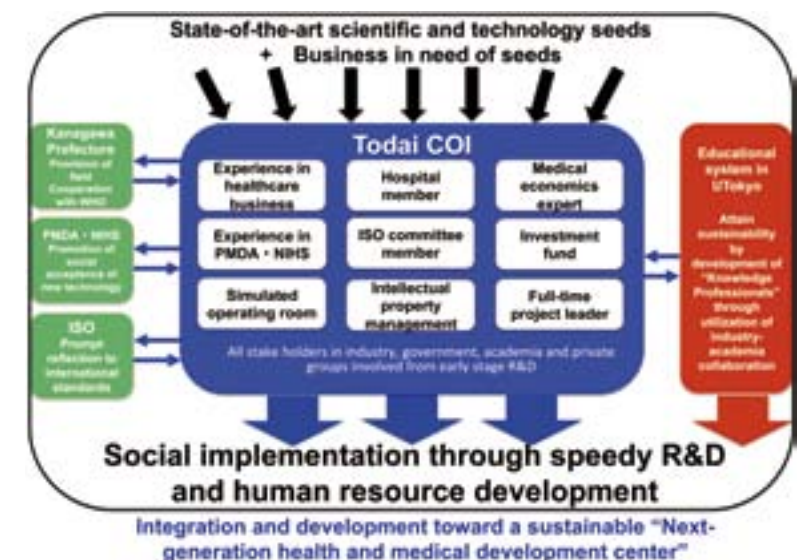 State-of-the-art scientific and technology seeds
+ Business in need of seeds
Kanagawa
Prefecture
Provision of
field
Cooperation
with WHO
PMDA・NIHS
Promotion of
social
acceptance of
new technology
ISO
Prompt
reflection to
international
standards
Todai COI
Experience in
healthcare
business
Hospital
member
Medical
economics
expert
Experience in
PMDA・NIHS
ISO committee
member
Investment
fund
Simulated
operating room
Intellectual
property
management
Full-time
project leader
All stake holders in industry, government, academia and private
groups involved from early stage R&D
Educational
system in
UTokyo
Attain
sustainability
by
development of
"Knowledge
Professionals"
through
utilization of
industry-
academia
collaboration
Social implementation through speedy R&D
and human resource development
Integration and development toward a sustainable "Next-
generation health and medical development center"